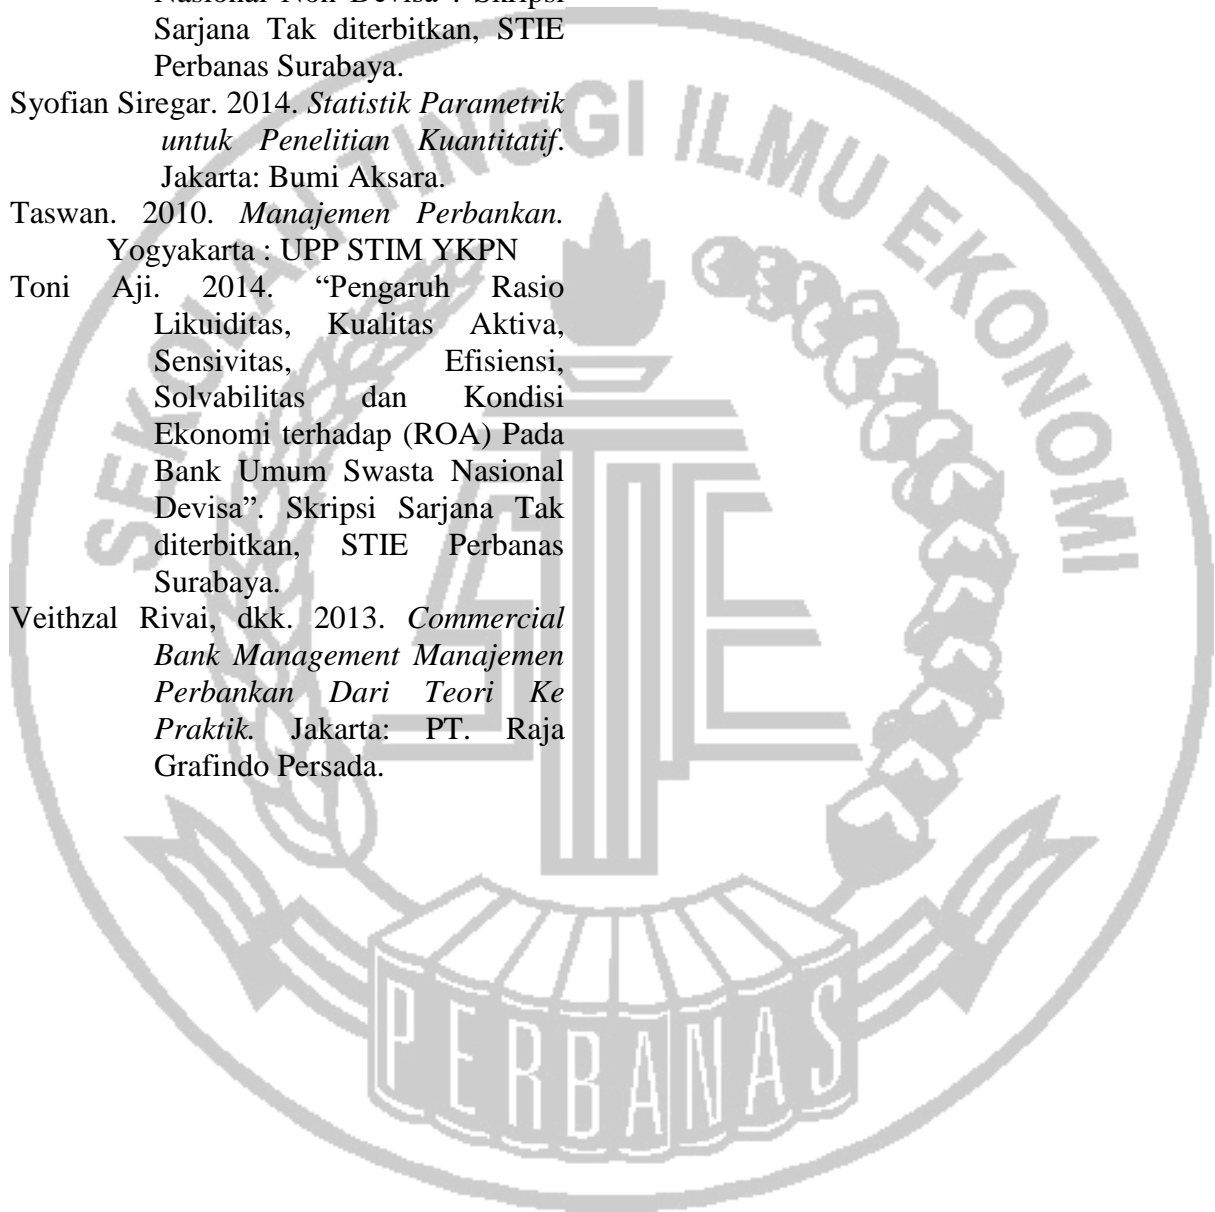 Nasional Non Devisa”. Skripsi
Sarjana Tak diterbitkan, STIE
Perbanas Surabaya.
Syofian Siregar. 2014. Statistik Parametrik
untuk Penelitian Kuantitatif.
Jakarta: Bumi Aksara.
Taswan. 2010. Manajemen Perbankan.
Yogyakarta : UPP STIM YKPN
Toni Aji. 2014. “Pengaruh Rasio
Likuiditas, Kualitas Aktiva,
Sensivitas, Efisiensi,
Solvabilitas dan Kondisi
Ekonomi terhadap (ROA) Pada
Bank Umum Swasta Nasional
Devisa”. Skripsi Sarjana Tak
diterbitkan, STIE Perbanas
Surabaya.
Veithzal Rivai, dkk. 2013. Commercial
Bank Management Manajemen
Perbankan Dari Teori Ke
Praktik. Jakarta: PT. Raja
Grafindo Persada.
SEKOLAH TINGGI ILMU EKONOMI
PERBANAS